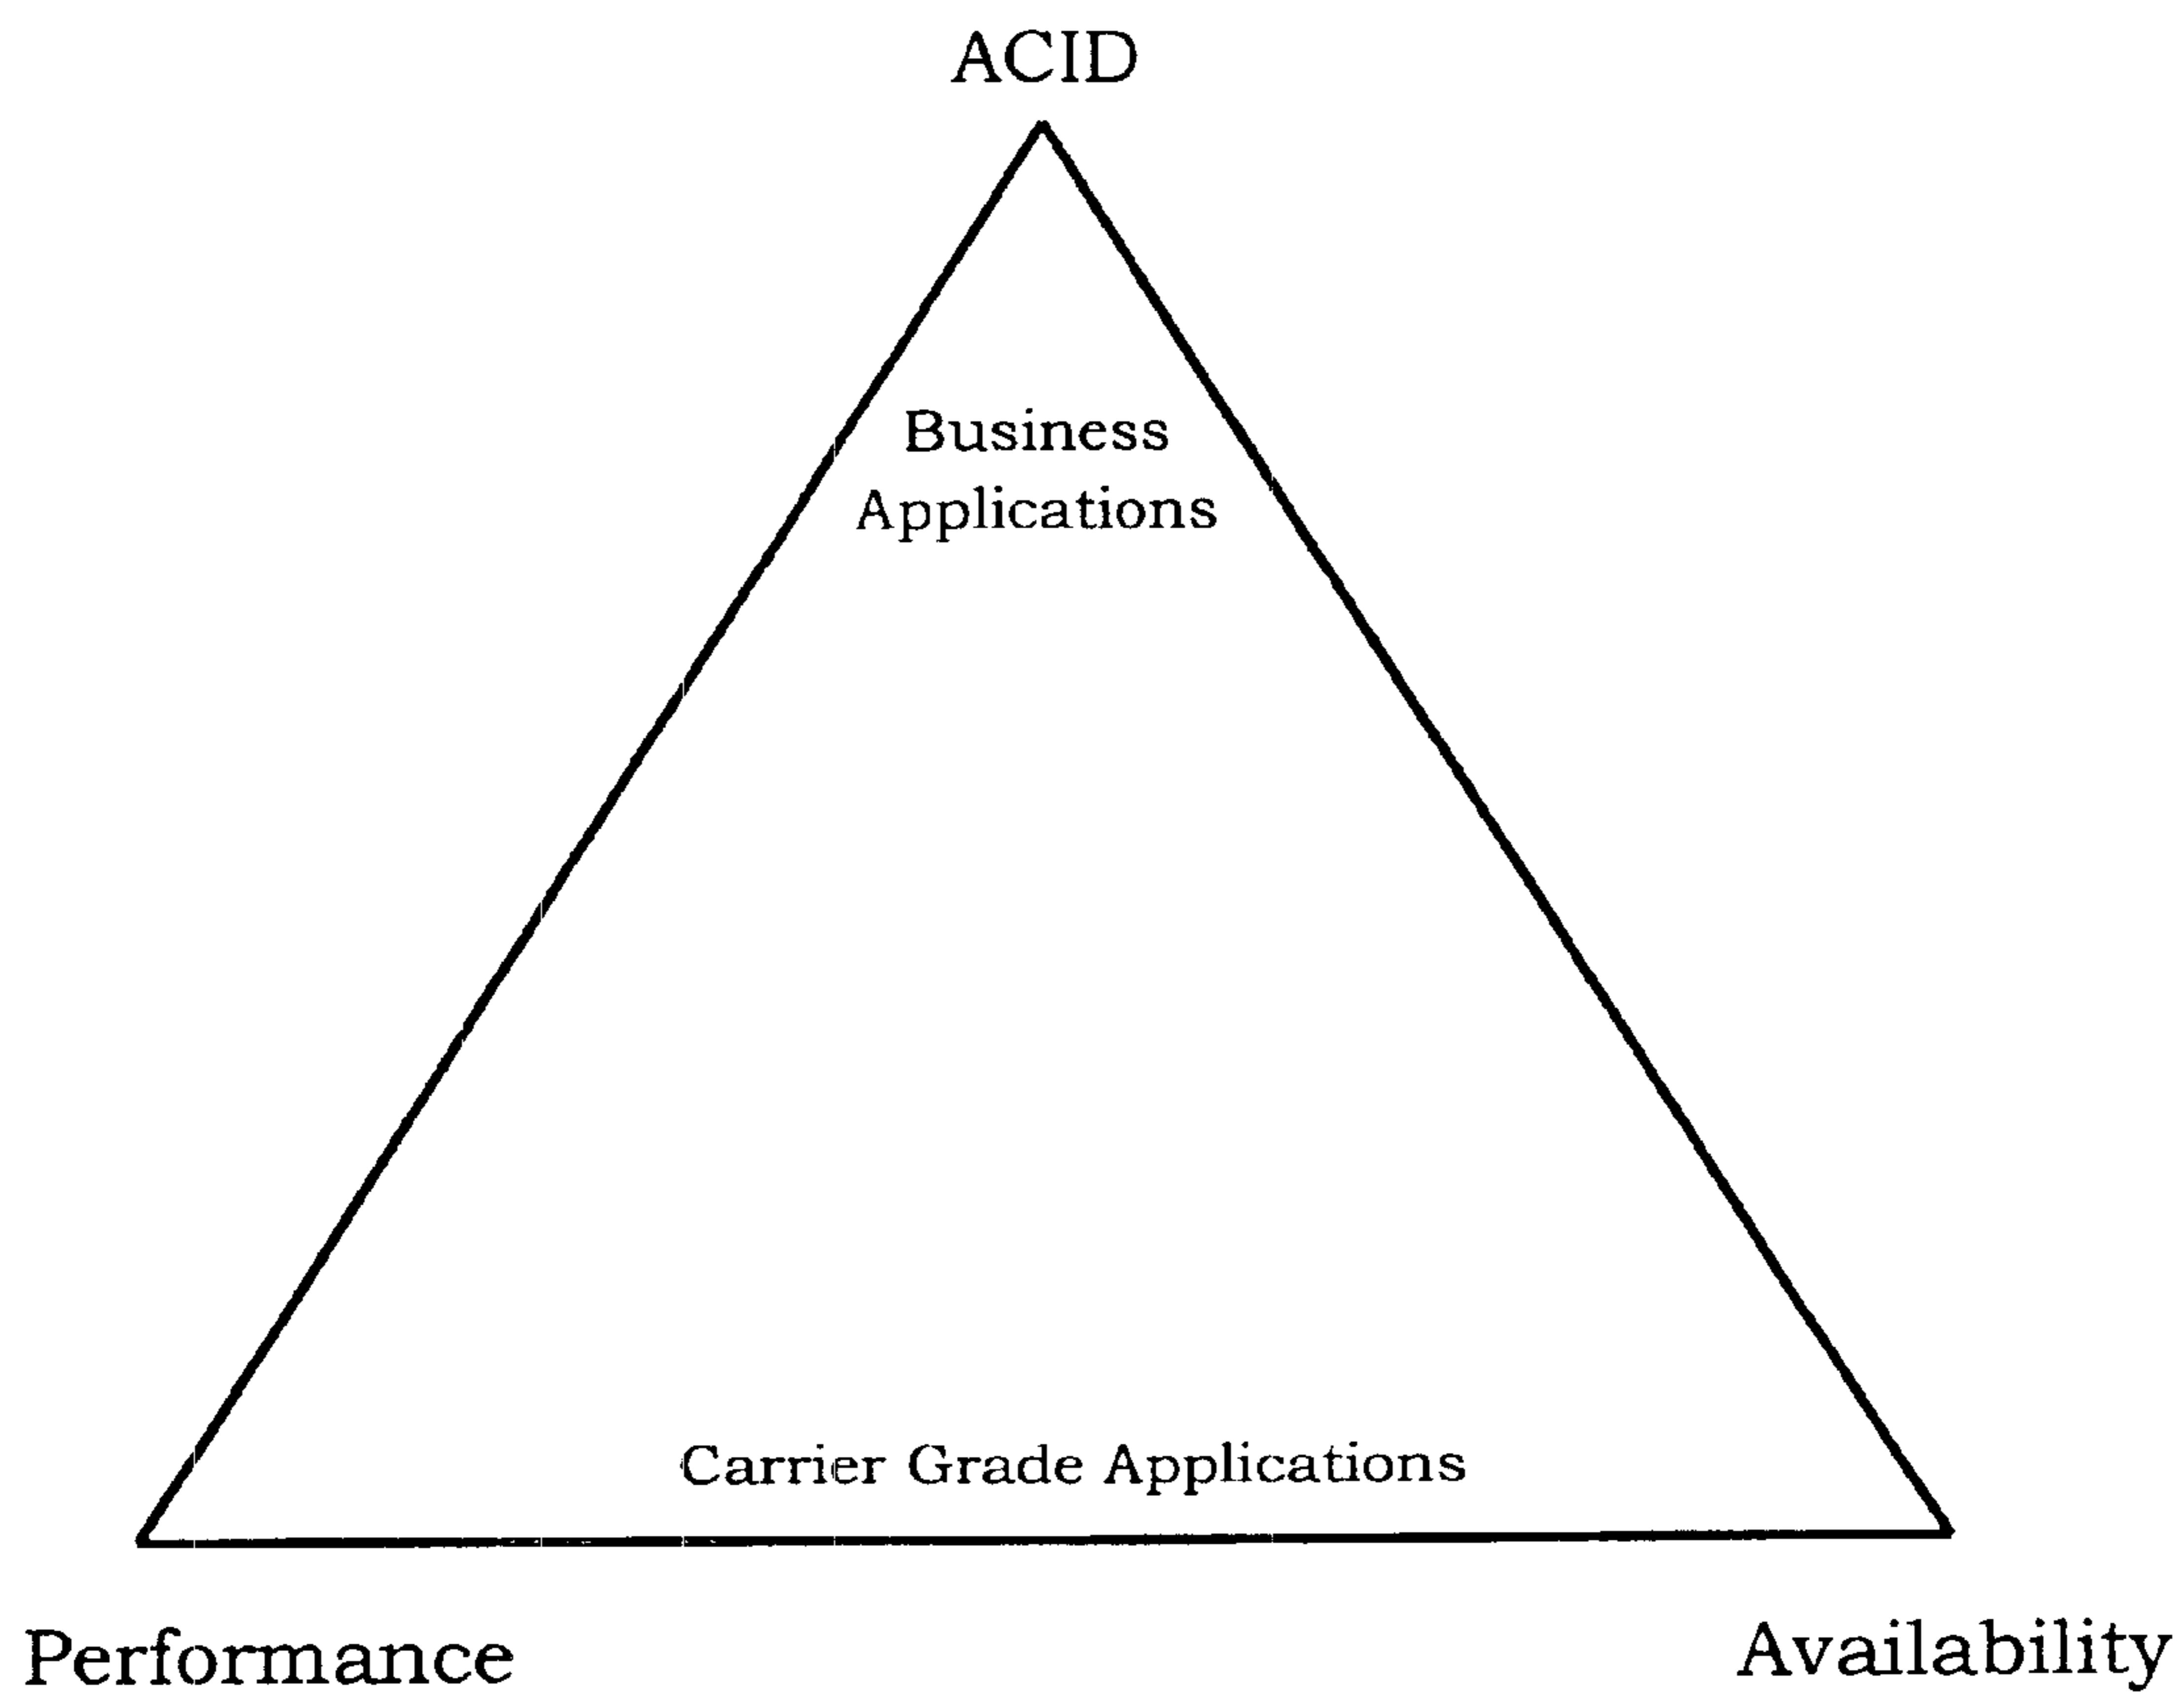 ACID
Business
Applications
Carrier Grade Applications
Performance
Availability